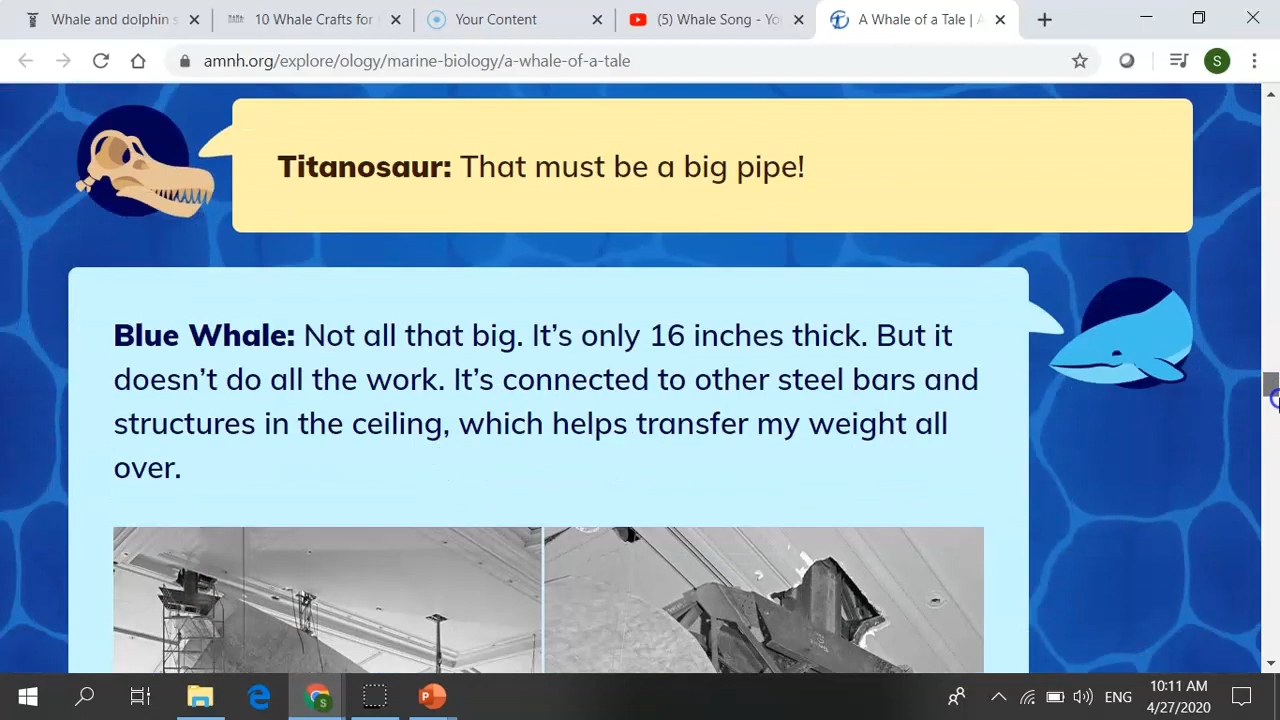 Whale and dolphin s
10 Whale Crafts for
Your Content
(5) Whale Song - Yo
A Whale of a Tale | A
amnh.org/explore/ology/marine-biology/a-whale-of-a-tale
S
Titanosaur: That must be a big pipe!
Blue Whale: Not all that big. It’s only 16 inches thick. But it
doesn’t do all the work. It’s connected to other steel bars and
structures in the ceiling, which helps transfer my weight all
over.
ENG
10:11 AM
4/27/2020